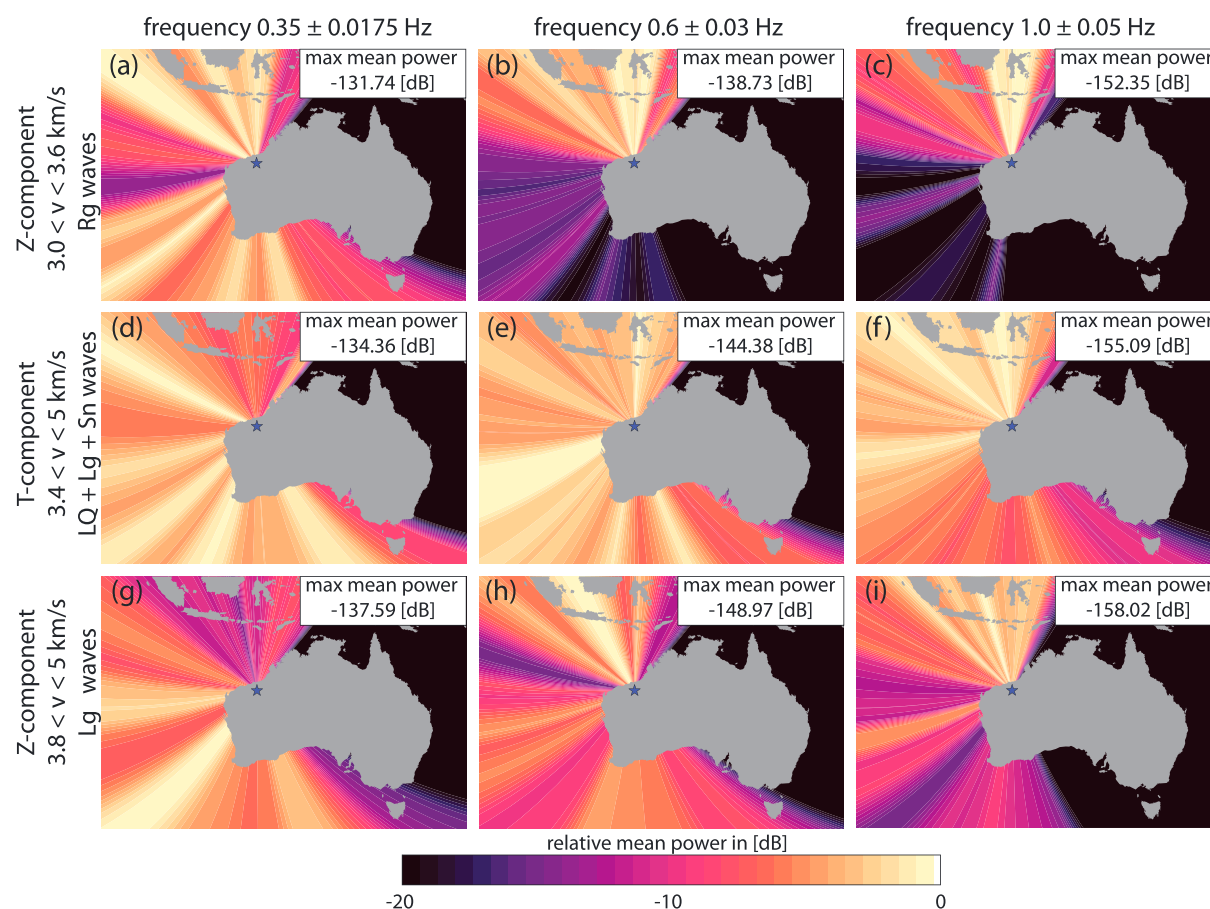 frequency 0.35 ± 0.0175 Hz
frequency 0.6 ± 0.03 Hz
frequency 1.0 ± 0.05 Hz
Z-component
3.0 < v < 3.6 km/s
Rg waves
(a)
max mean power
-131.74 [dB]
(b)
max mean power
-138.73 [dB]
(c)
max mean power
-152.35 [dB]
T-component
3.4 < v < 5 km/s
LQ + Lg + Sn waves
(d)
max mean power
-134.36 [dB]
(e)
max mean power
-144.38 [dB]
(f)
max mean power
-155.09 [dB]
Z-component
3.8 < v < 5 km/s
Lg waves
(g)
max mean power
-137.59 [dB]
(h)
max mean power
-148.97 [dB]
(i)
max mean power
-158.02 [dB]
relative mean power in [dB]
-20 -10 0